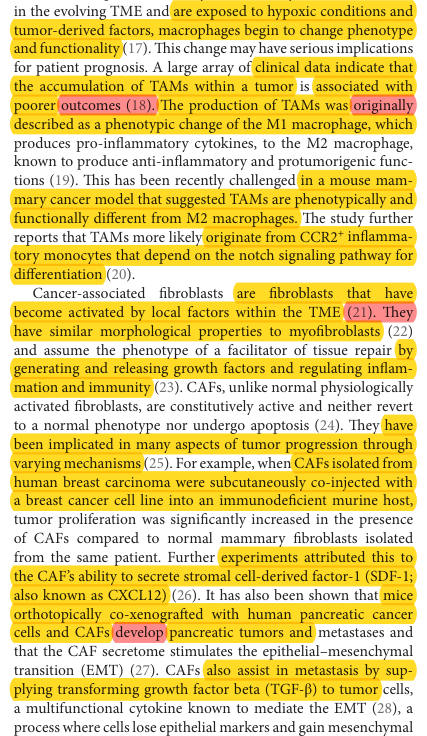 in the evolving TME and are exposed to hypoxic conditions and
tumor-derived factors, macrophages begin to change phenotype
and functionality (17). This change may have serious implications
for patient prognosis. A large array of clinical data indicate that
the accumulation of TAMs within a tumor is associated with
poorer outcomes (18). The production of TAMs was originally
described as a phenotypic change of the M1 macrophage, which
produces pro-inflammatory cytokines, to the M2 macrophage,
known to produce anti-inflammatory and protumorigenic func-
tions (19). This has been recently challenged in a mouse mam-
mary cancer model that suggested TAMs are phenotypically and
functionally different from M2 macrophages. The study further
reports that TAMs more likely originate from CCR2⁺ inflamma-
tory monocytes that depend on the notch signaling pathway for
differentiation (20).
Cancer-associated fibroblasts are fibroblasts that have
become activated by local factors within the TME (21). They
have similar morphological properties to myofibroblasts (22)
and assume the phenotype of a facilitator of tissue repair by
generating and releasing growth factors and regulating inflam-
mation and immunity (23). CAFs, unlike normal physiologically
activated fibroblasts, are constitutively active and neither revert
to a normal phenotype nor undergo apoptosis (24). They have
been implicated in many aspects of tumor progression through
varying mechanisms (25). For example, when CAFs isolated from
human breast carcinoma were subcutaneously co-injected with
a breast cancer cell line into an immunodeficient murine host,
tumor proliferation was significantly increased in the presence
of CAFs compared to normal mammary fibroblasts isolated
from the same patient. Further experiments attributed this to
the CAF's ability to secrete stromal cell-derived factor-1 (SDF-1;
also known as CXCL12) (26). It has also been shown that mice
orthotopically co-xenografted with human pancreatic cancer
cells and CAFs develop pancreatic tumors and metastases and
that the CAF secretome stimulates the epithelial–mesenchymal
transition (EMT) (27). CAFs also assist in metastasis by sup-
plying transforming growth factor beta (TGF-β) to tumor cells,
a multifunctional cytokine known to mediate the EMT (28), a
process where cells lose epithelial markers and gain mesenchymal